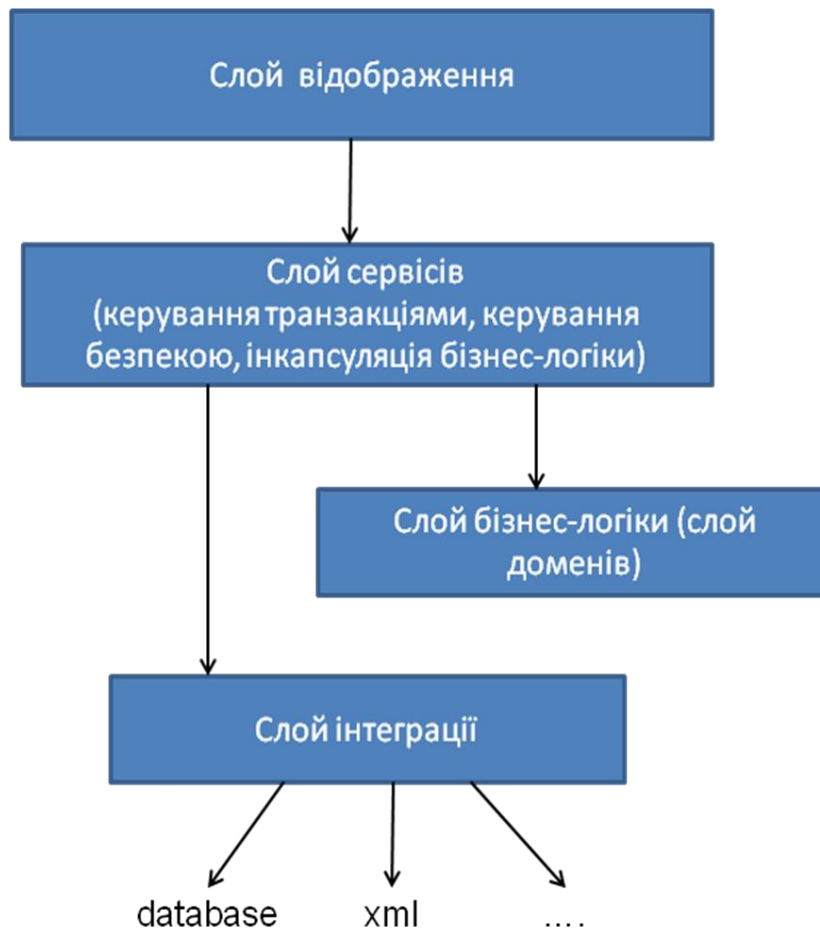 Слой відображення
Слой сервісів
(керування транзакціями, керування
безпекою, інкапсуляція бізнес-логіки)
Слой бізнес-логіки (слой
доменів)
Слой інтеграції
database xml ....